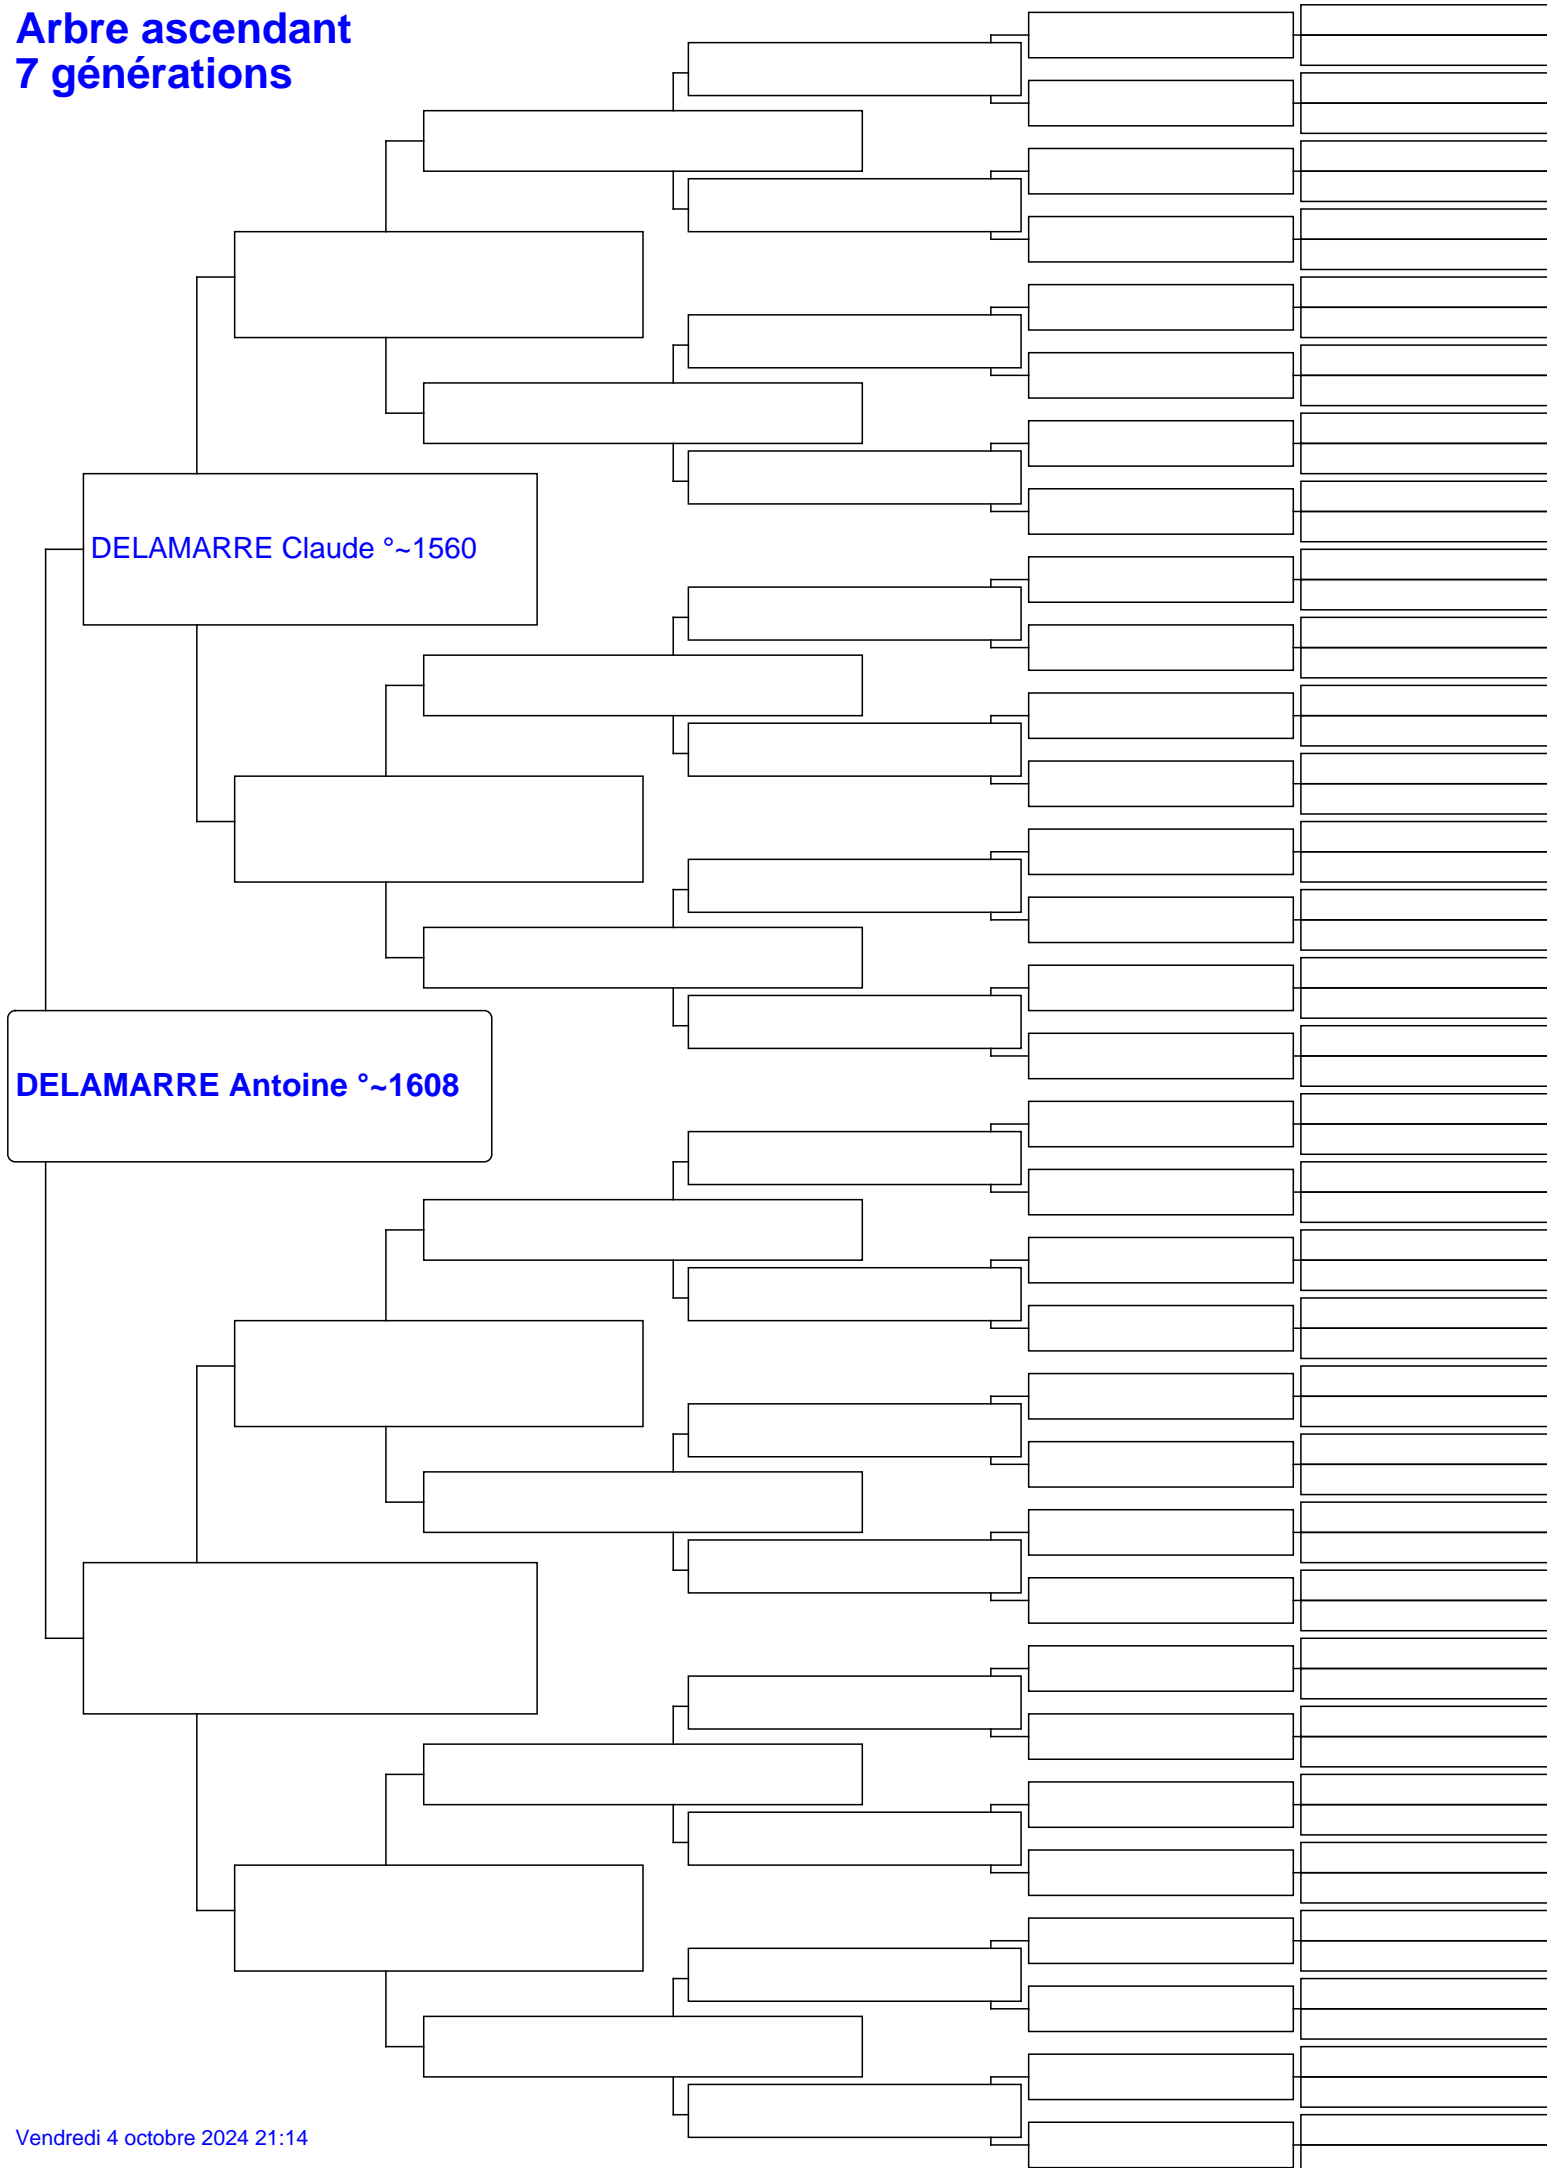 Arbre ascendant
7 générations
DELAMARRE Claude °~1560
DELAMARRE Antoine °~1608
Vendredi 4 octobre 2024 21:14